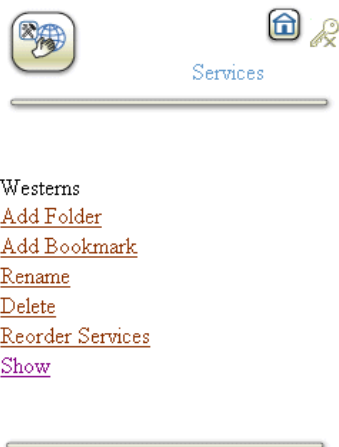 Services
Westerns
Add Folder
Add Bookmark
Rename
Delete
Reorder Services
Show